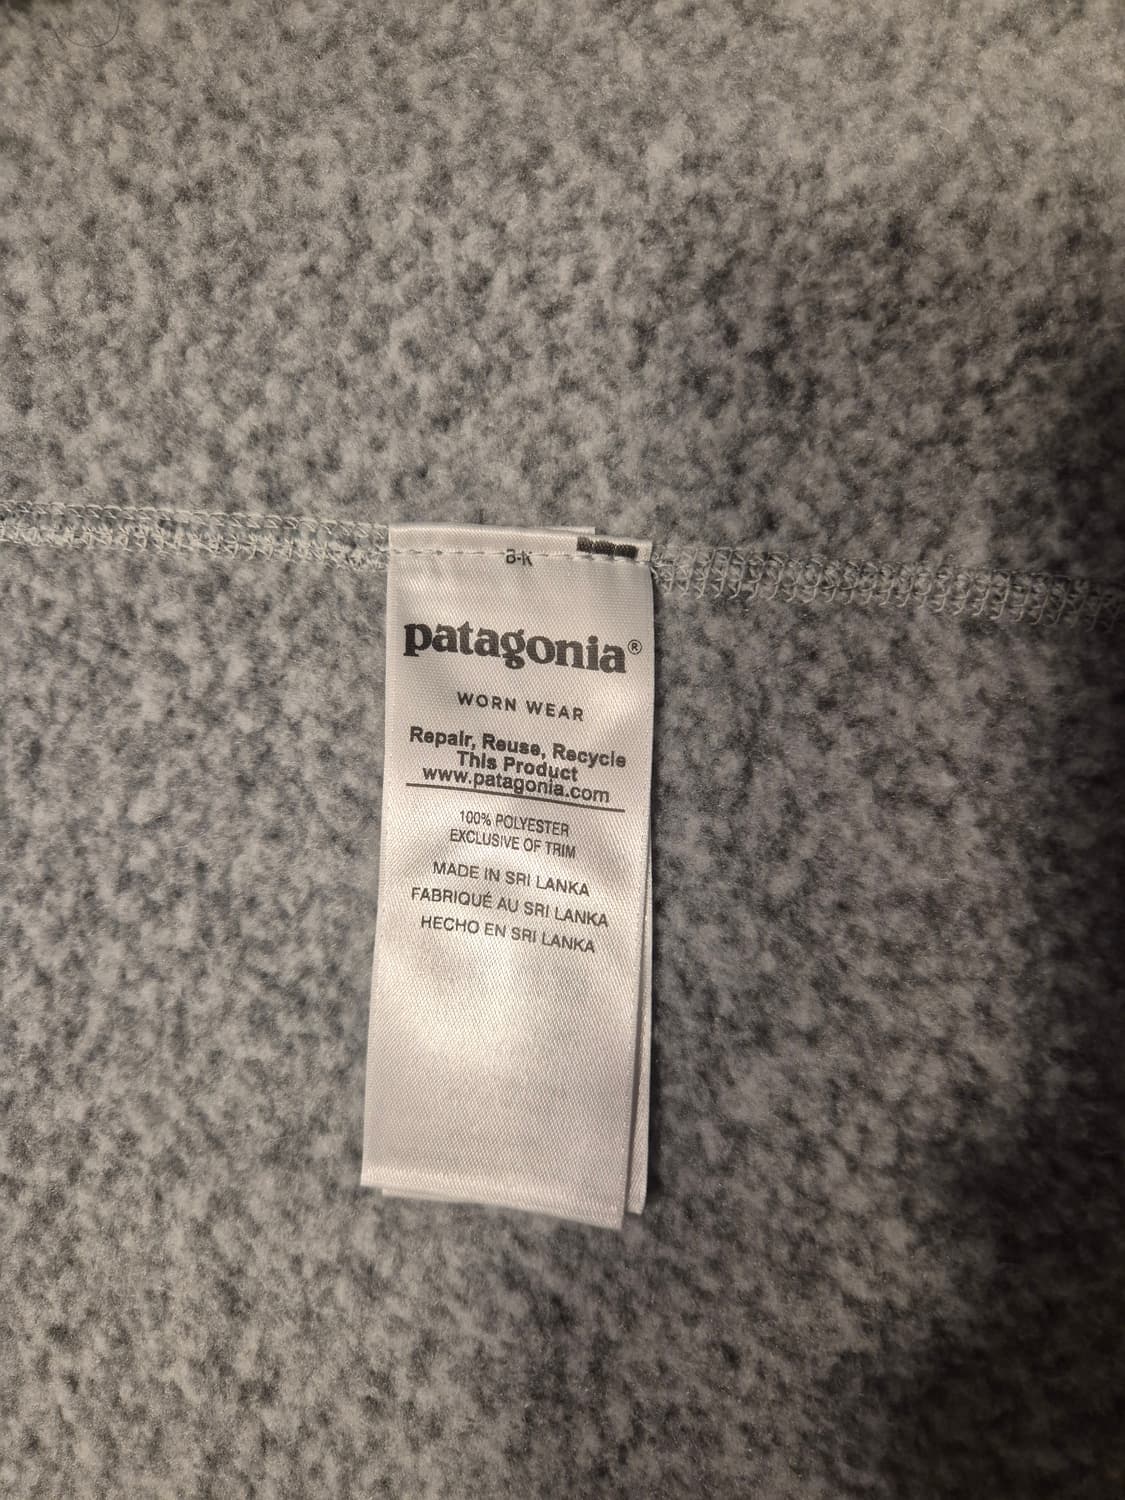 B-K
patagonia®
WORN WEAR
Repair, Reuse, Recycle
This Product
www.patagonia.com
100% POLYESTER
EXCLUSIVE OF TRIM
MADE IN SRI LANKA
FABRIQUÉ AU SRI LANKA
HECHO EN SRI LANKA